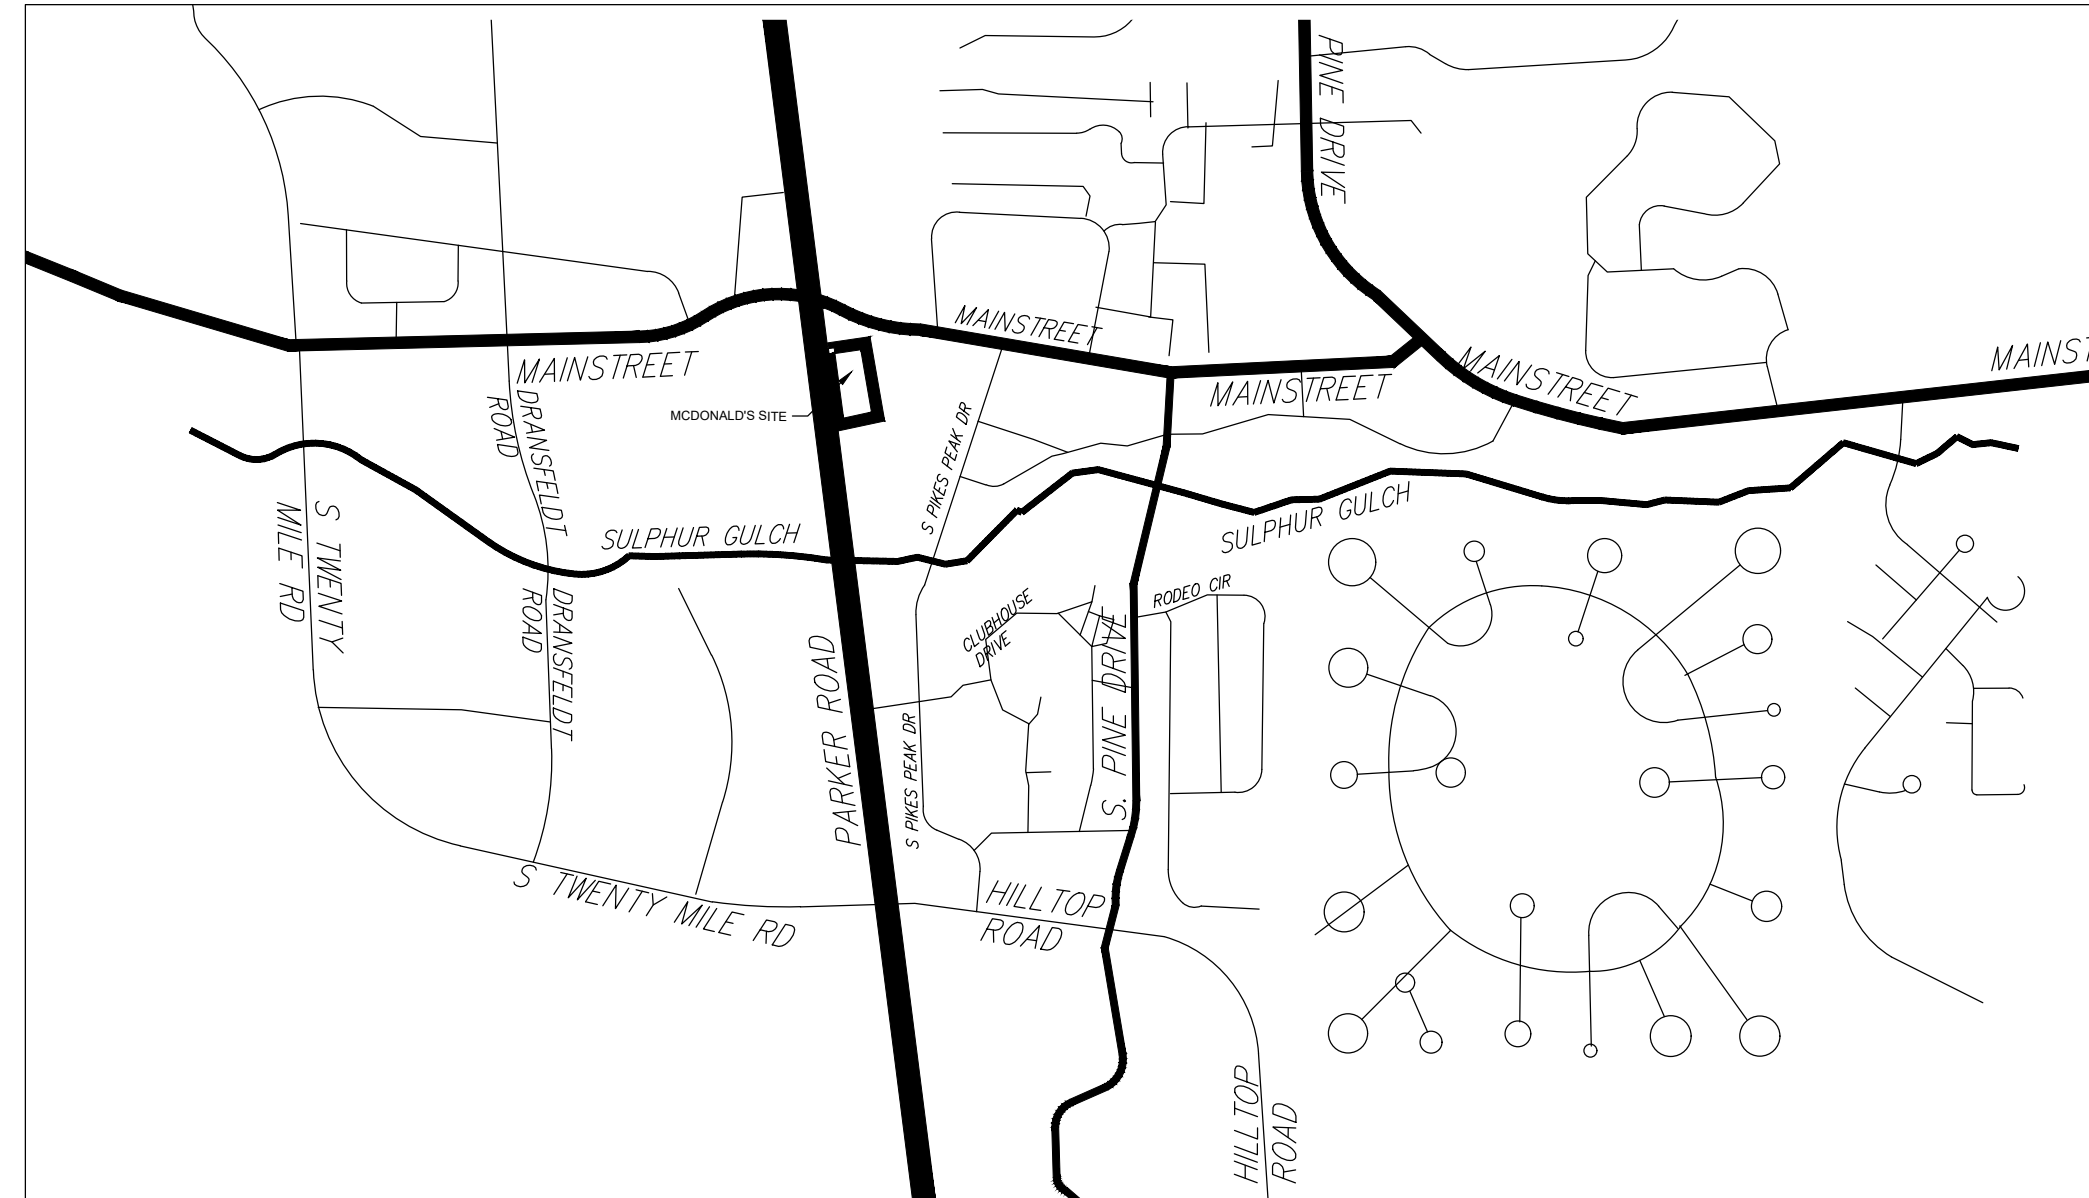 PINE DRIVE
MAINSTREET
MAINST
MAINSTREET
MAINSTREET
MAINSTREET
MCDONALD'S SITE
DRANSFELDT
ROAD
S PIKES PEAK DR
S TWENTY
MILE RD
SULPHUR GULCH
SULPHUR GULCH
DRANSFELDT
ROAD
CLUBHOUSE
DRIVE
RODEO CIR
PARKER ROAD
S PIKES PEAK DR
S. PINE DRIVE
S TWENTY MILE RD
HILLTOP
ROAD
HILLTOP
ROAD